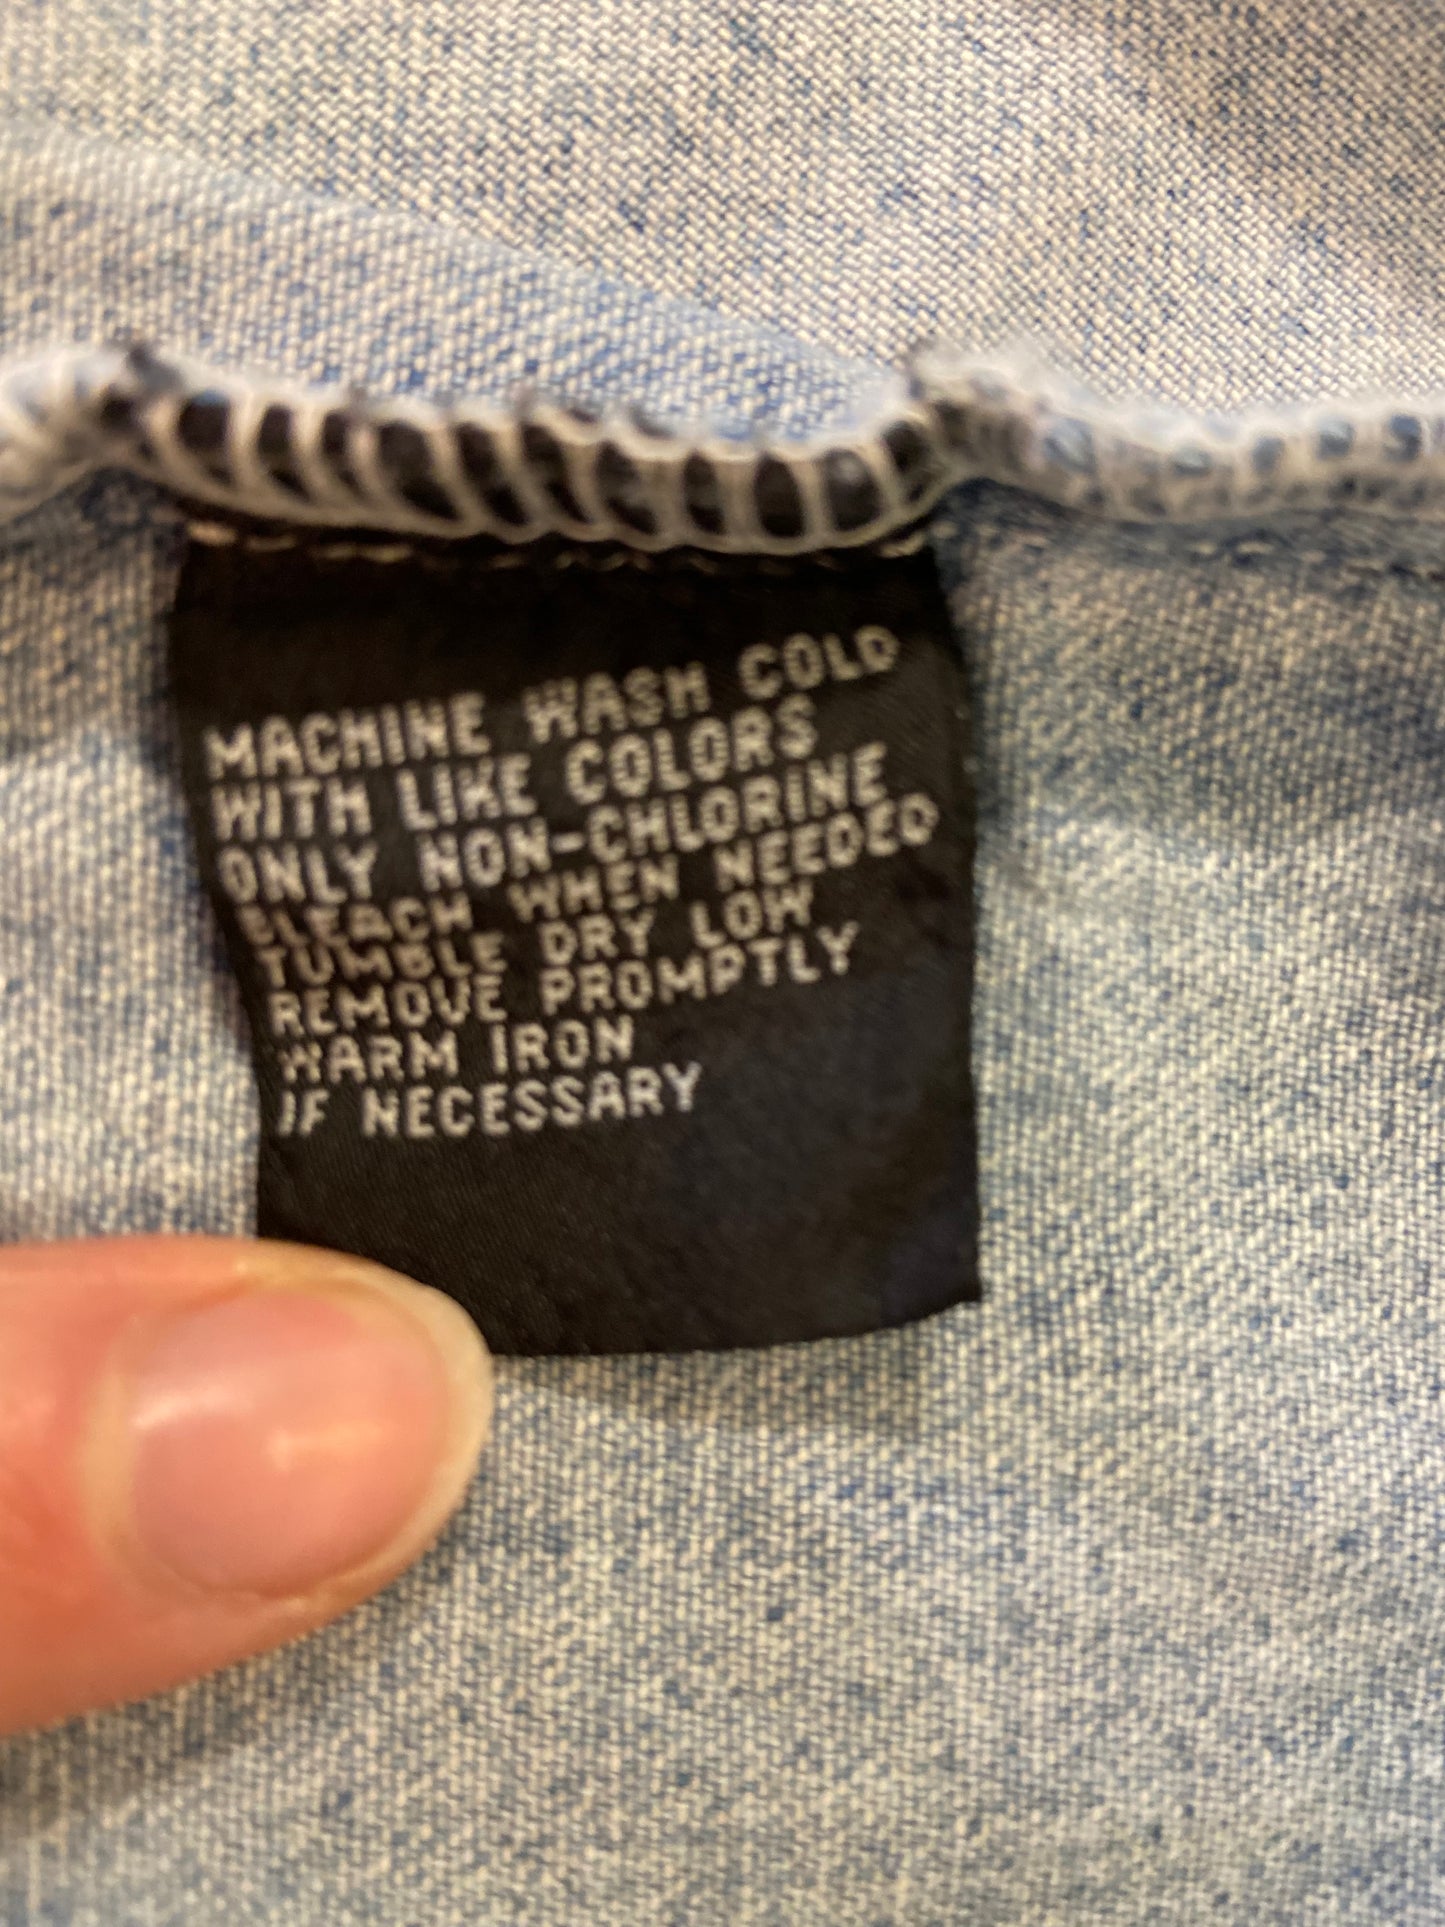 MACHINE WASH COLD
WITH LIKE COLORS
ONLY NON-CHLORINE
BLEACH WHEN NEEDED
TUMBLE DRY LOW
REMOVE PROMPTLY
WARM IRON
IF NECESSARY